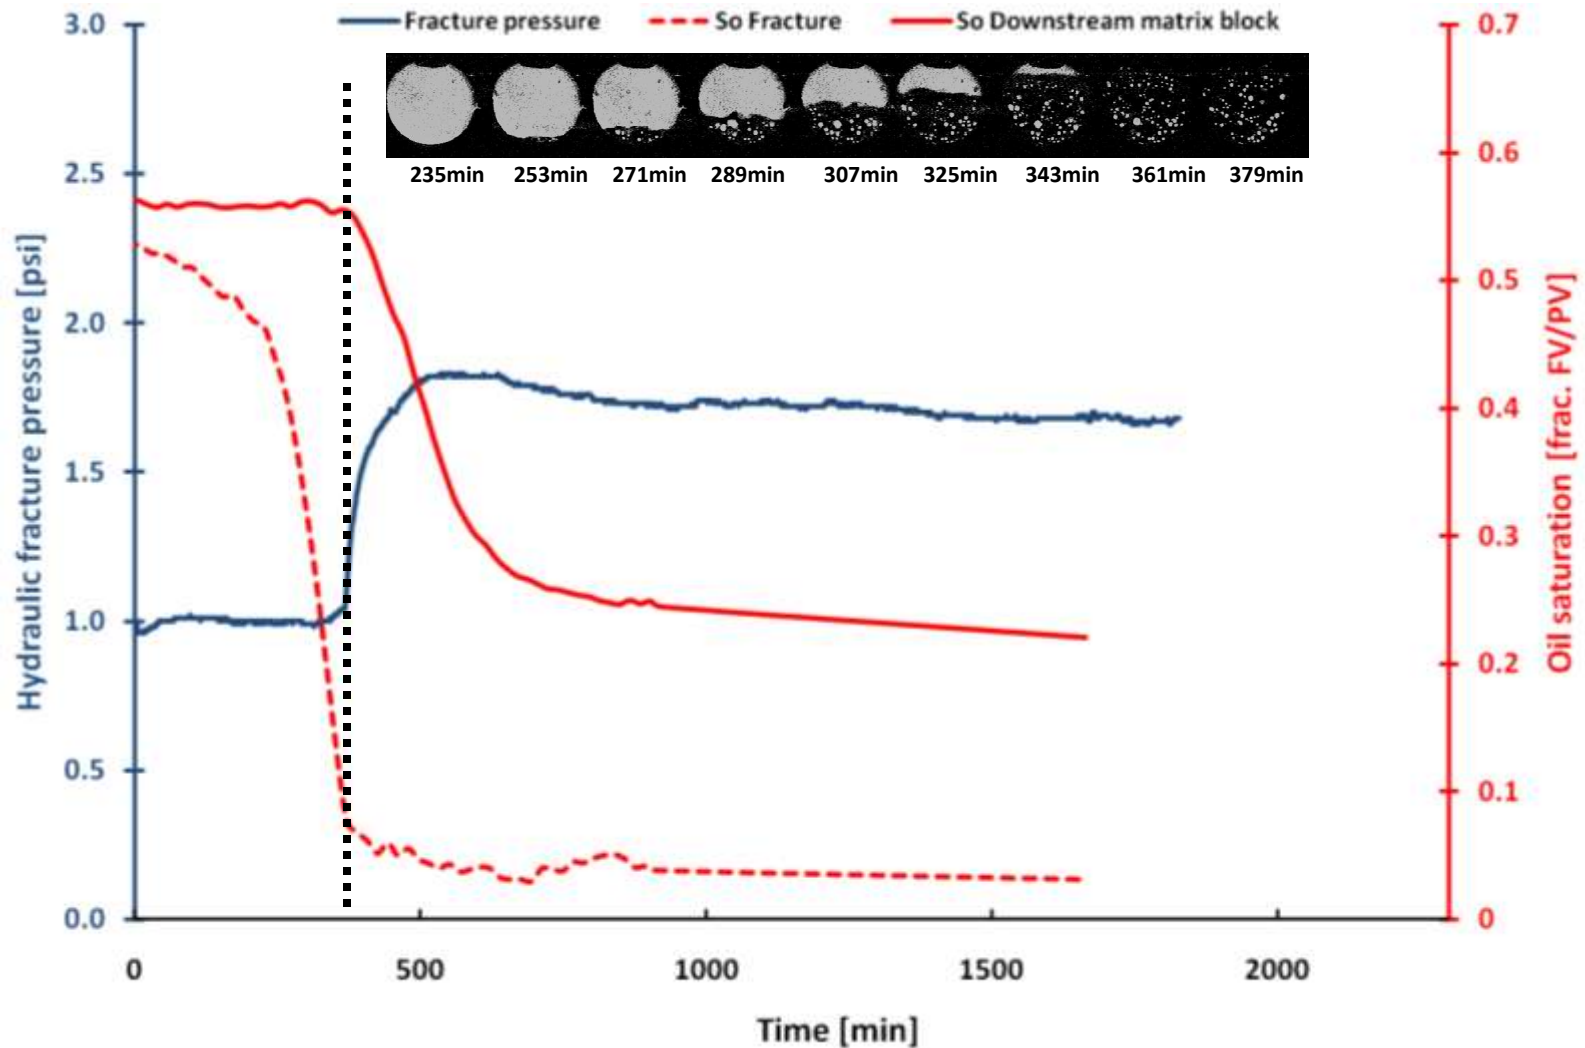 Fracture pressure So Fracture So Downstream matrix block
235min 253min 271min 289min 307min 325min 343min 361min 379min
Hydraulic fracture pressure [psi]
3.0
2.5
2.0
1.5
1.0
0.5
0.0
0.7
0.6
0.5
0.4
0.3
0.2
0.1
0
Oil saturation [frac. FV/PV]
0 500 1000 1500 2000
Time [min]